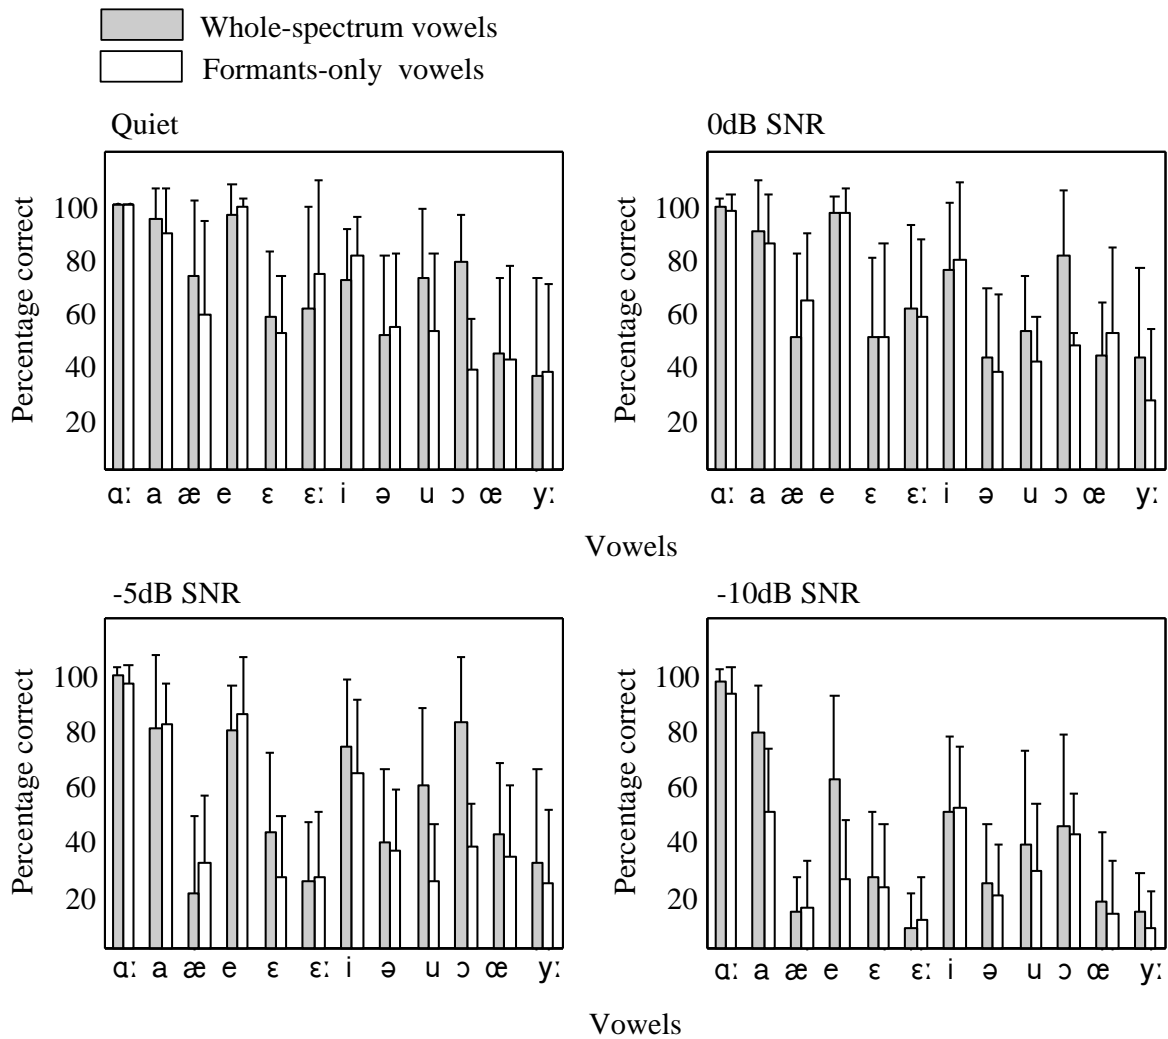 Whole-spectrum vowels
Formants-only vowels
Quiet
0dB SNR
Percentage correct
100
80
60
40
20
Percentage correct
100
80
60
40
20
ɑː a æ e ɛ ɛː i ə u ɔ œ yː
ɑː a æ e ɛ ɛː i ə u ɔ œ yː
Vowels
-5dB SNR
-10dB SNR
Percentage correct
100
80
60
40
20
Percentage correct
100
80
60
40
20
ɑː a æ e ɛ ɛː i ə u ɔ œ yː
ɑː a æ e ɛ ɛː i ə u ɔ œ yː
Vowels